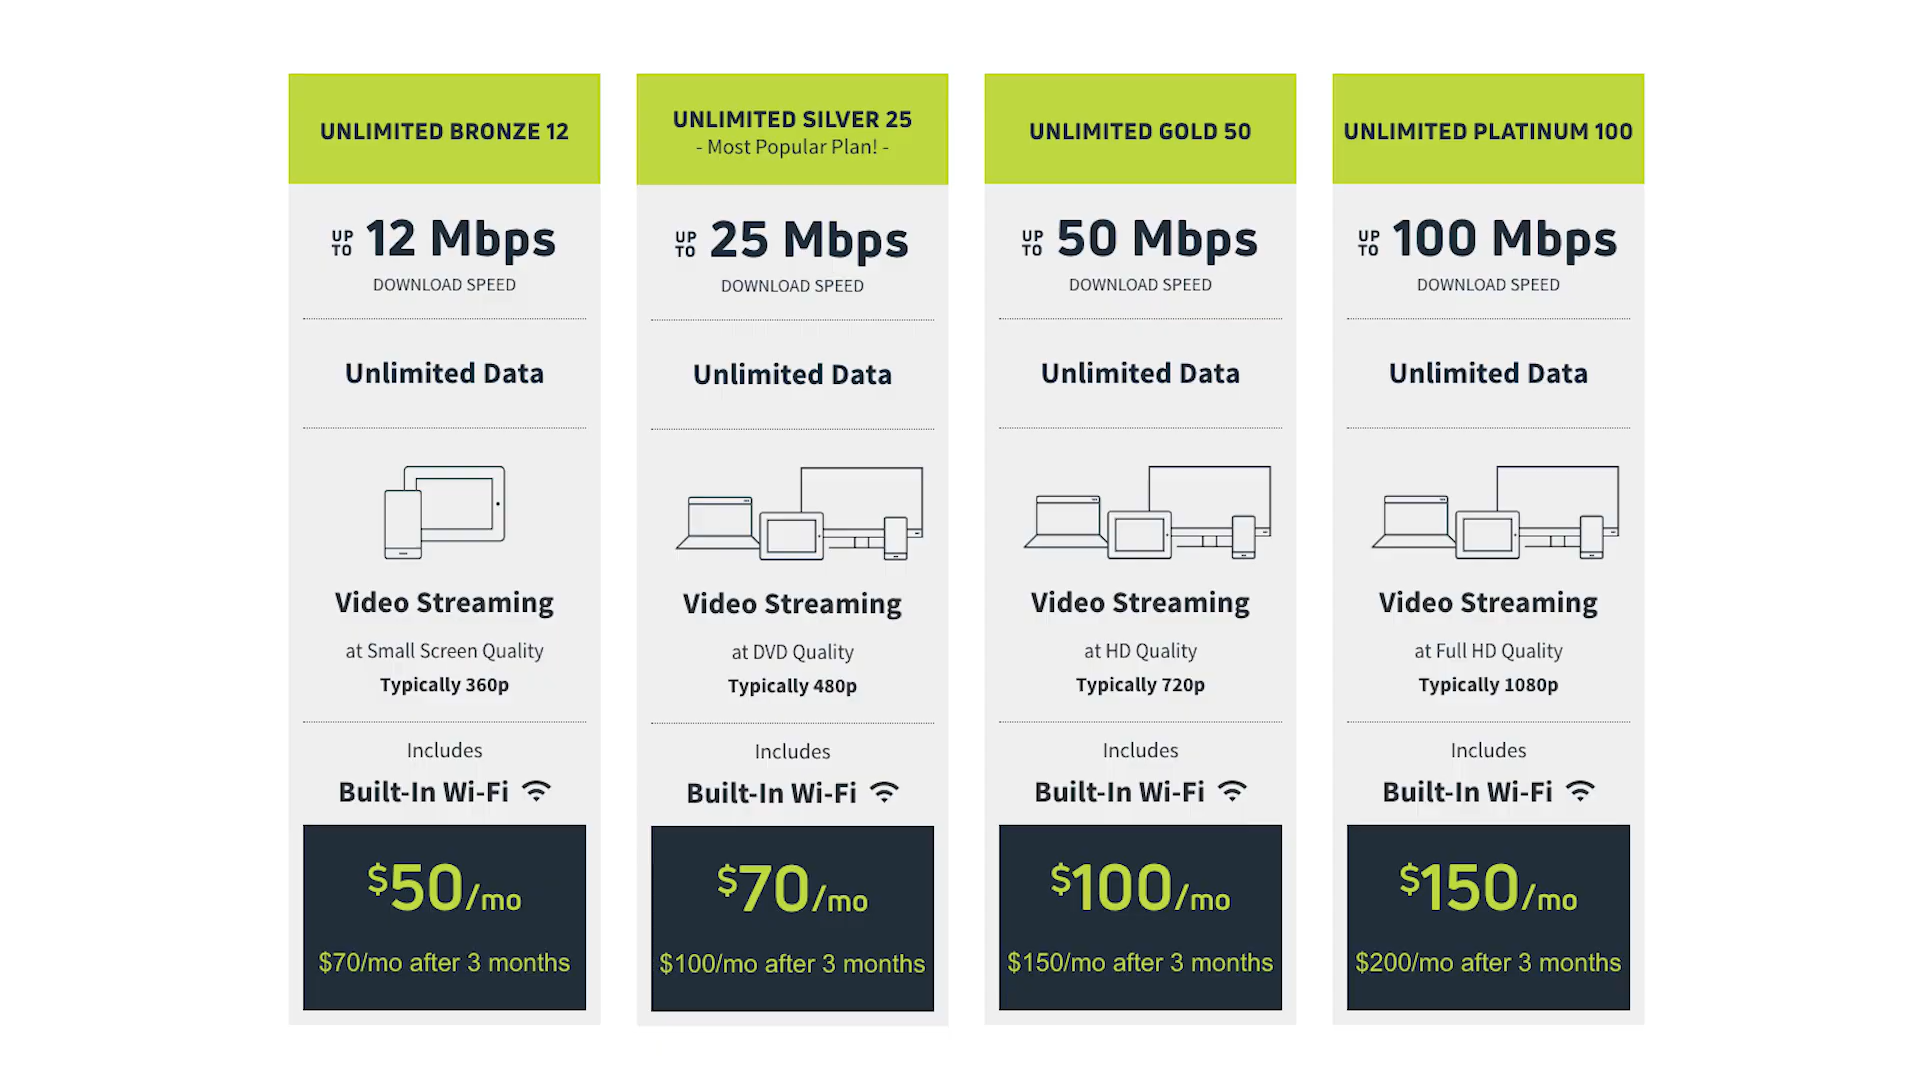 UNLIMITED BRONZE 12
UP TO 12 Mbps
DOWNLOAD SPEED
Unlimited Data
Video Streaming
at Small Screen Quality
Typically 360p
Includes
Built-In Wi-Fi
$50/mo
$70/mo after 3 months
UNLIMITED SILVER 25
- Most Popular Plan! -
UP TO 25 Mbps
DOWNLOAD SPEED
Unlimited Data
Video Streaming
at DVD Quality
Typically 480p
Includes
Built-In Wi-Fi
$70/mo
$100/mo after 3 months
UNLIMITED GOLD 50
UP TO 50 Mbps
DOWNLOAD SPEED
Unlimited Data
Video Streaming
at HD Quality
Typically 720p
Includes
Built-In Wi-Fi
$100/mo
$150/mo after 3 months
UNLIMITED PLATINUM 100
UP TO 100 Mbps
DOWNLOAD SPEED
Unlimited Data
Video Streaming
at Full HD Quality
Typically 1080p
Includes
Built-In Wi-Fi
$150/mo
$200/mo after 3 months